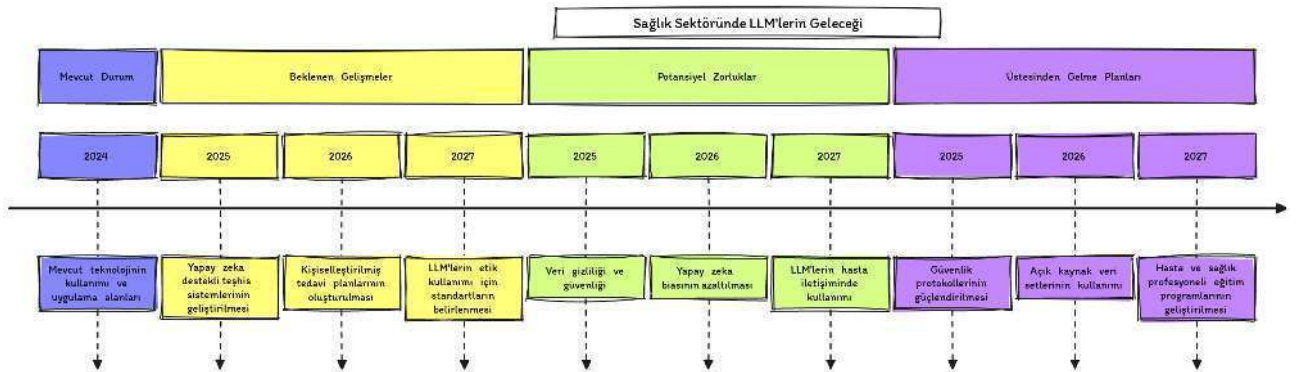 Sağlık Sektöründe LLM'lerin Geleceği
Mevcut Durum
Beklenen Gelişmeler
Potansiyel Zorluklar
Üstesinden Gelme Planları
2024
2025
2026
2027
2025
2026
2027
2025
2026
2027
Mevcut teknolojinin
kullanımı ve
uygulama alanları
Yapay zeka
destekli teşhis
sistemlerinin
geliştirilmesi
Kişiselleştirilmiş
tedavi planlarının
oluşturulması
LLM'lerin etik
kullanımı için
standartların
belirlenmesi
Veri gizliliği ve
güvenliği
Yapay zeka
biasının azaltılması
LLM'lerin hasta
iletişiminde
kullanımı
Güvenlik
protokollerinin
güçlendirilmesi
Açık kaynak veri
setlerinin kullanımı
Hasta ve sağlık
profesyoneli eğitim
programlarının
geliştirilmesi